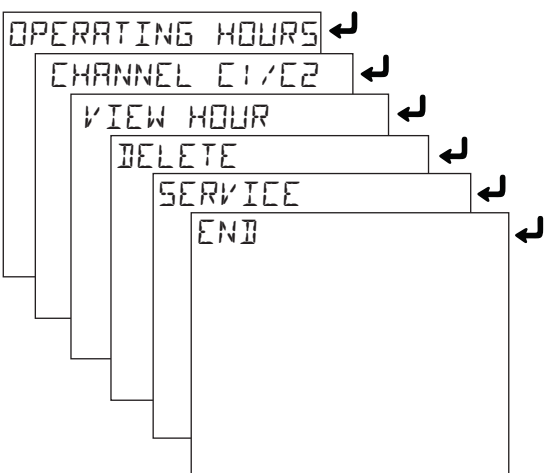 OPERATING HOURS
CHANNEL C1/C2
VIEW HOUR
DELETE
SERVICE
END